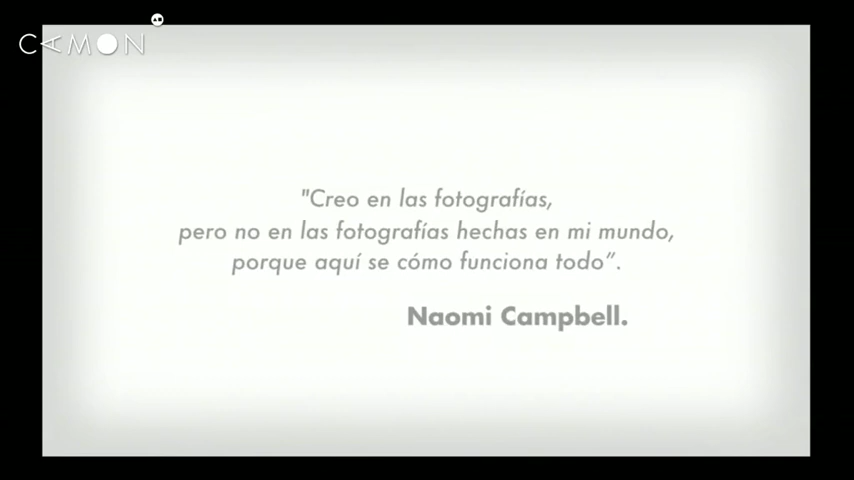 CAMON
"Creo en las fotografías,
pero no en las fotografías hechas en mi mundo,
porque aquí se cómo funciona todo”.
Naomi Campbell.